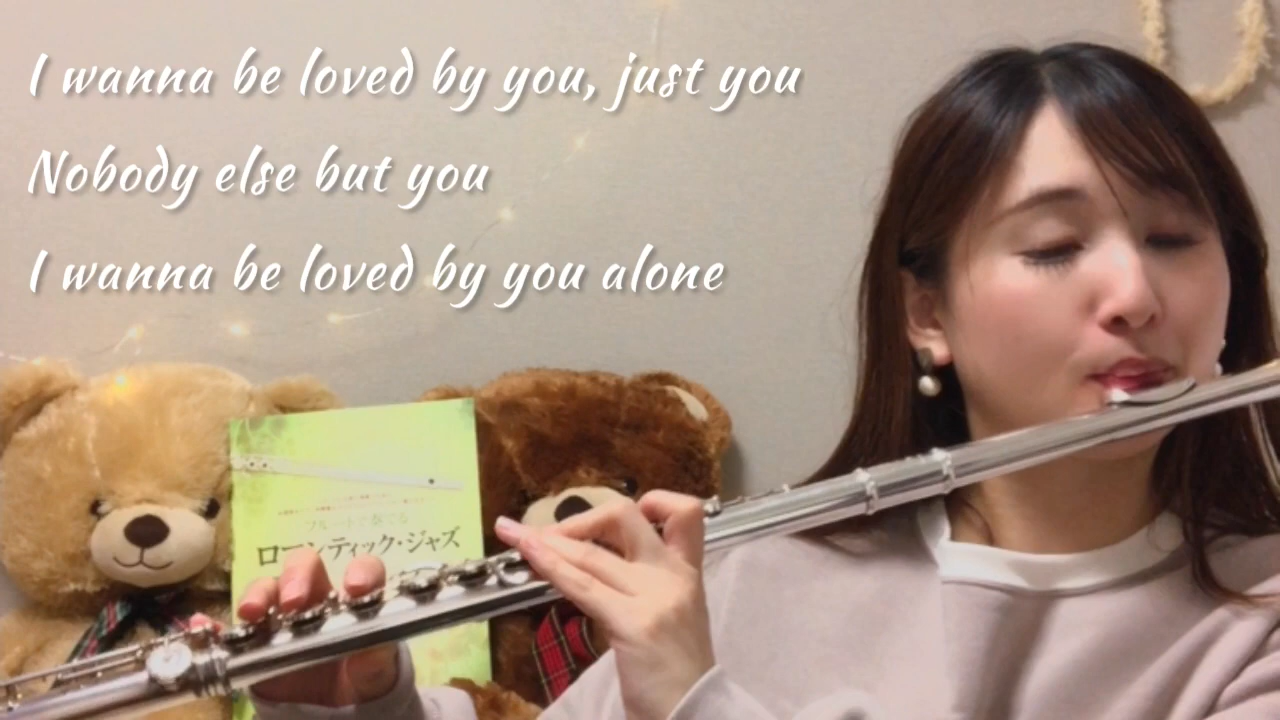 I wanna be loved by you, just you
Nobody else but you
I wanna be loved by you alone
フルートで奏でる
ロマンティック・ジャズ